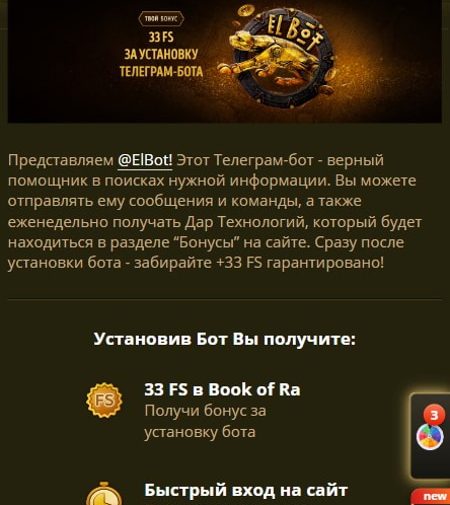 ТВОЙ БОНУС
33 FS
ЗА УСТАНОВКУ
ТЕЛЕГРАМ-БОТА
EL BOT
Представляем @ElBot! Этот Телеграм-бот - верный
помощник в поисках нужной информации. Вы можете
отправлять ему сообщения и команды, а также
еженедельно получать Дар Технологий, который будет
находиться в разделе “Бонусы” на сайте. Сразу после
установки бота - забирайте +33 FS гарантировано!
Установив Бот Вы получите:
FS
33 FS в Book of Ra
Получи бонус за
установку бота
3
Быстрый вход на сайт
new